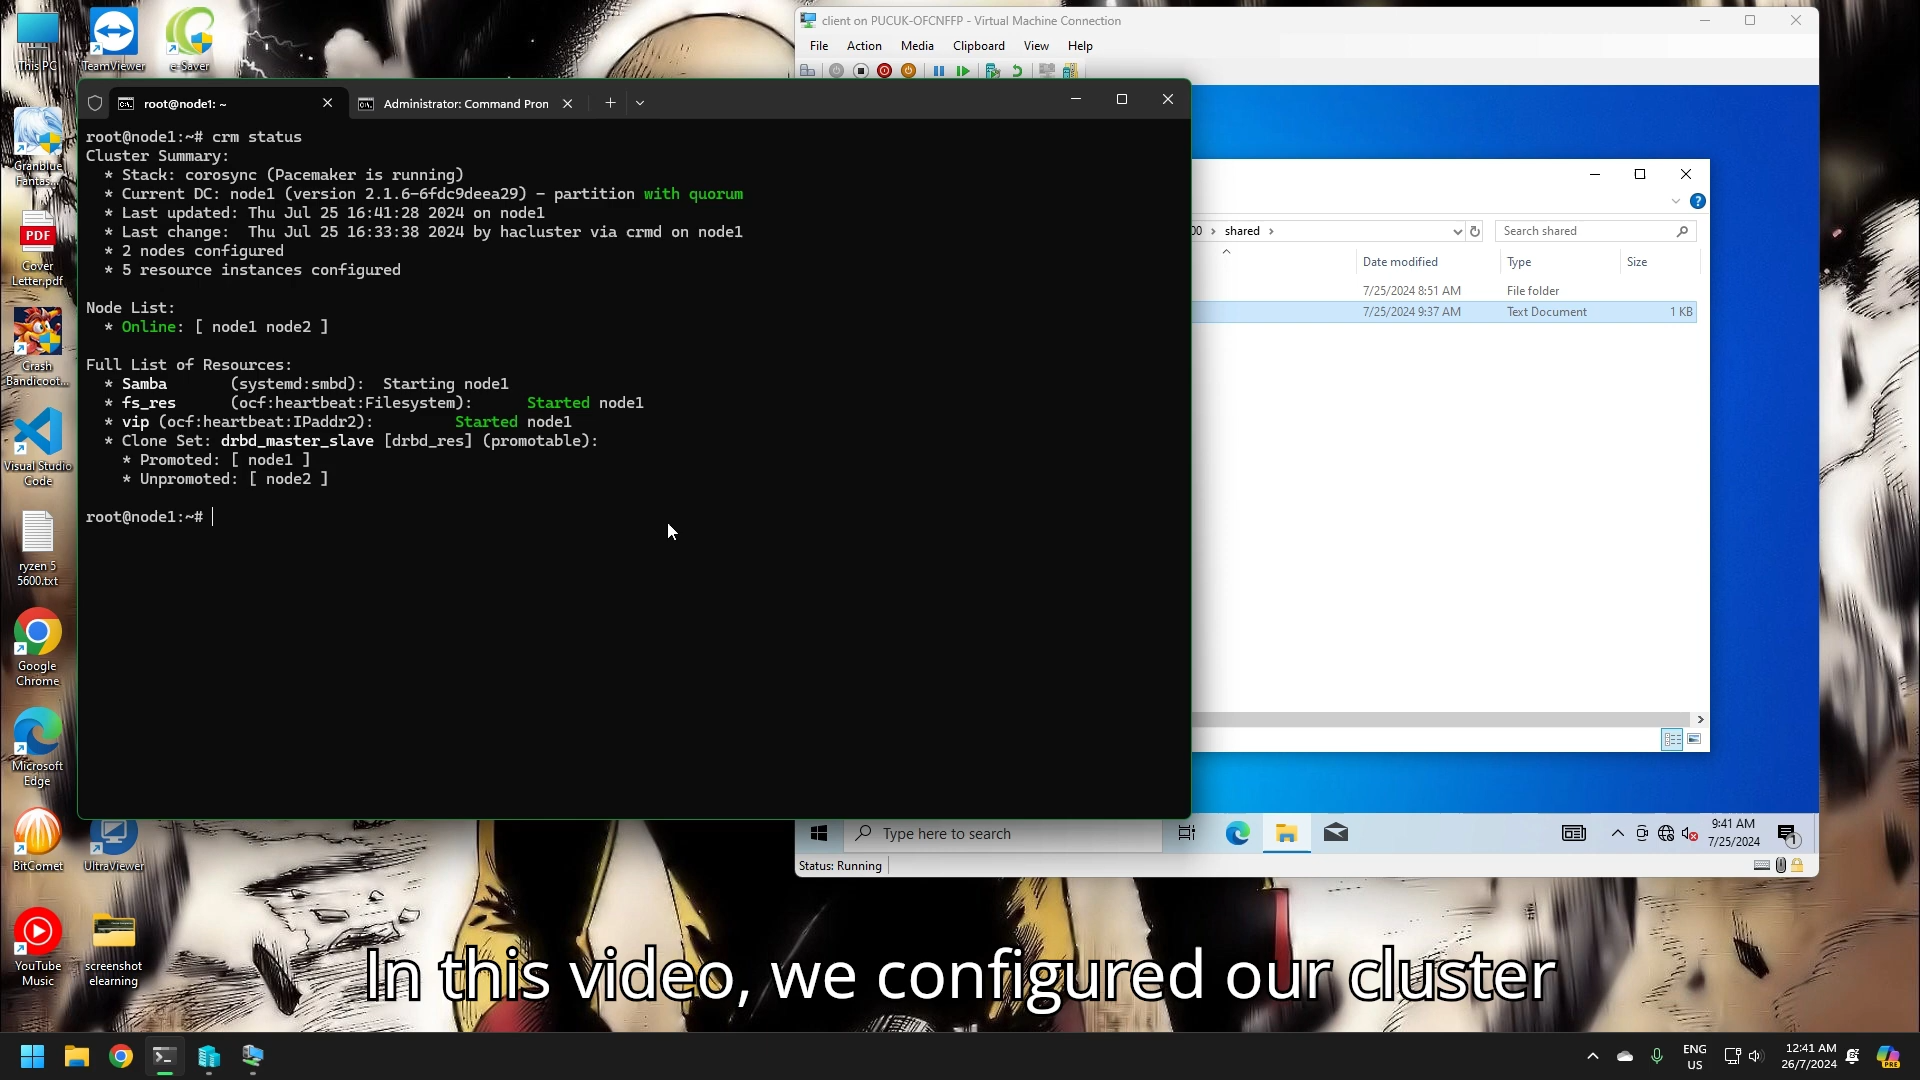 This PC
TeamViewer
e-Saver
Granblue
Fantas...
PDF
Cover
Letter.pdf
Crash
Bandicoot...
Visual Studio
Code
ryzen 5
5600.txt
Google
Chrome
Microsoft
Edge
BitComet
UltraViewer
YouTube
Music
screenshot
elearning
client on PUCUK-OFCNFFP - Virtual Machine Connection
File Action Media Clipboard View Help
root@node1: ~
Administrator: Command Pron
root@node1:~# crm status
Cluster Summary:
* Stack: corosync (Pacemaker is running)
* Current DC: node1 (version 2.1.6-6fdc9deea29) - partition with quorum
* Last updated: Thu Jul 25 16:41:28 2024 on node1
* Last change:  Thu Jul 25 16:33:38 2024 by hacluster via crmd on node1
* 2 nodes configured
* 5 resource instances configured
Node List:
* Online: [ node1 node2 ]
Full List of Resources:
* Samba (systemd:smbd): Starting node1
* fs_res (ocf:heartbeat:Filesystem): Started node1
* vip (ocf:heartbeat:IPaddr2): Started node1
* Clone Set: drbd_master_slave [drbd_res] (promotable):
* Promoted: [ node1 ]
* Unpromoted: [ node2 ]
root@node1:~#
00 > shared >
Search shared
Date modified Type Size
7/25/2024 8:51 AM File folder
7/25/2024 9:37 AM Text Document 1 KB
Type here to search
9:41 AM
7/25/2024
1
Status: Running
In this video, we configured our cluster
ENG
US
12:41 AM
26/7/2024
PRE